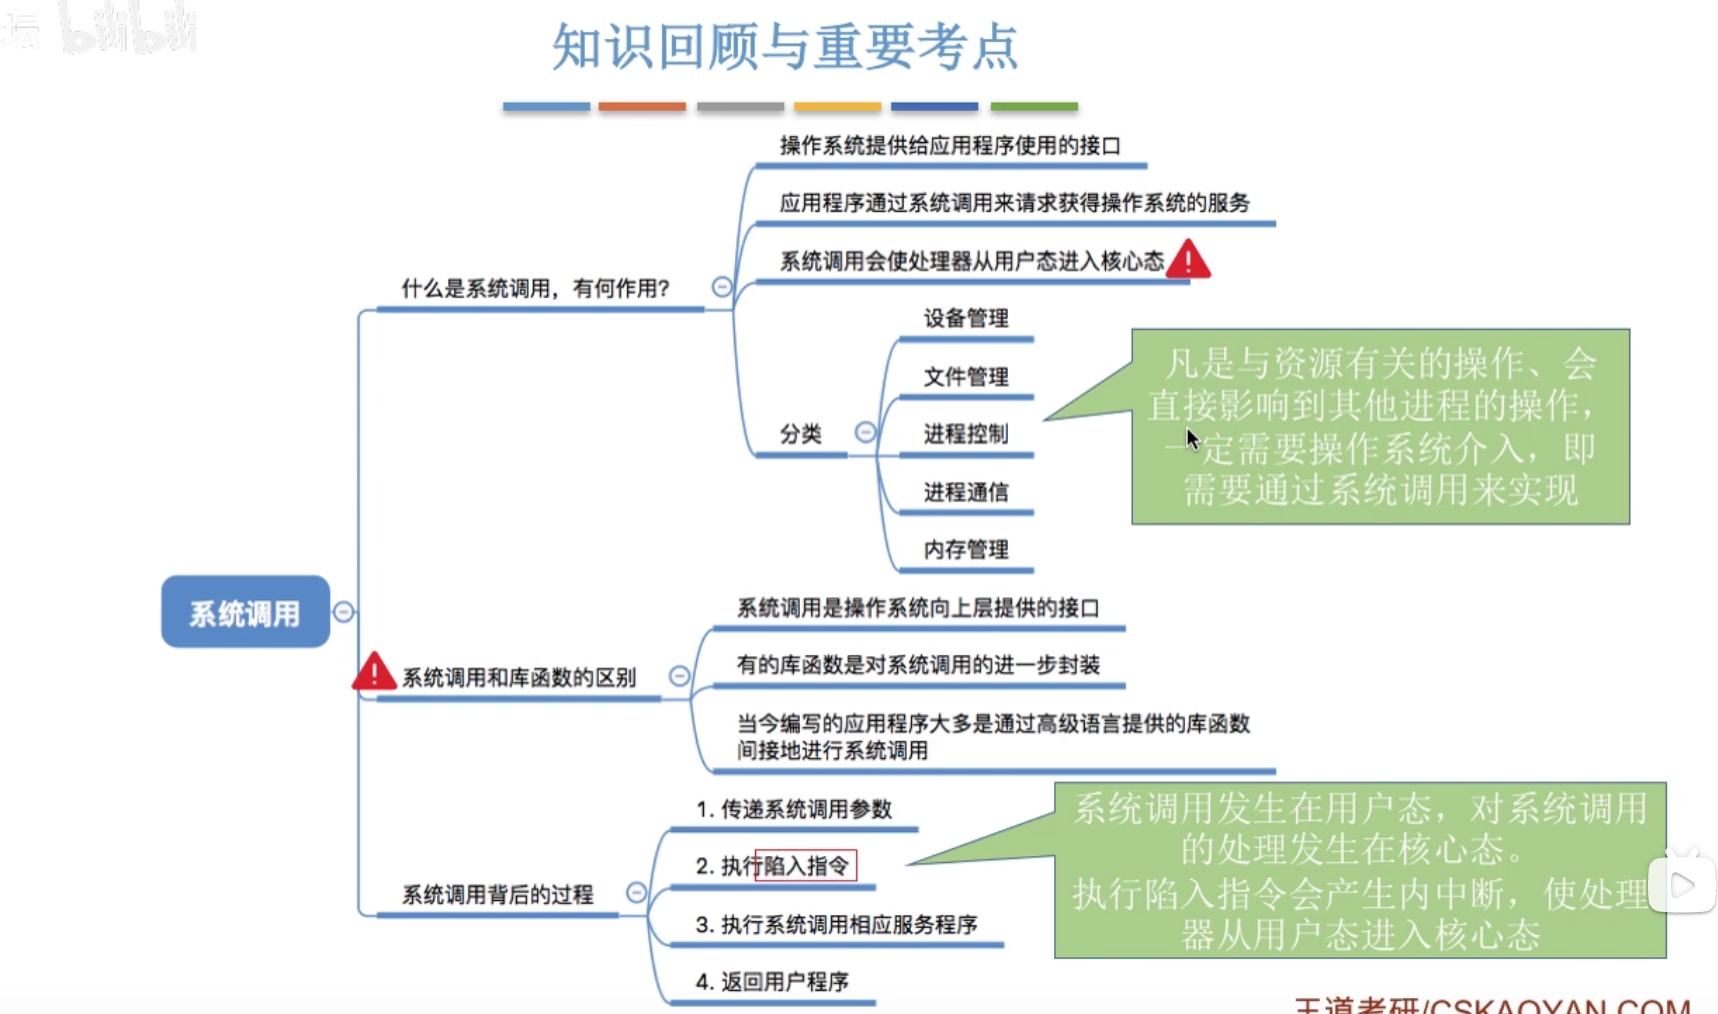 坛 bilibili
知识回顾与重要考点
操作系统提供给应用程序使用的接口
应用程序通过系统调用来请求获得操作系统的服务
系统调用会使处理器从用户态进入核心态
什么是系统调用，有何作用？
设备管理
文件管理
分类
进程控制
进程通信
内存管理
凡是与资源有关的操作、会
直接影响到其他进程的操作，
一定需要操作系统介入，即
需要通过系统调用来实现
系统调用
系统调用是操作系统向上层提供的接口
系统调用和库函数的区别
有的库函数是对系统调用的进一步封装
当今编写的应用程序大多是通过高级语言提供的库函数
间接地进行系统调用
1. 传递系统调用参数
2. 执行陷入指令
系统调用背后的过程
3. 执行系统调用相应服务程序
4. 返回用户程序
系统调用发生在用户态，对系统调用
的处理发生在核心态。
执行陷入指令会产生内中断，使处理
器从用户态进入核心态
王道考研/CSKAOYAN.COM